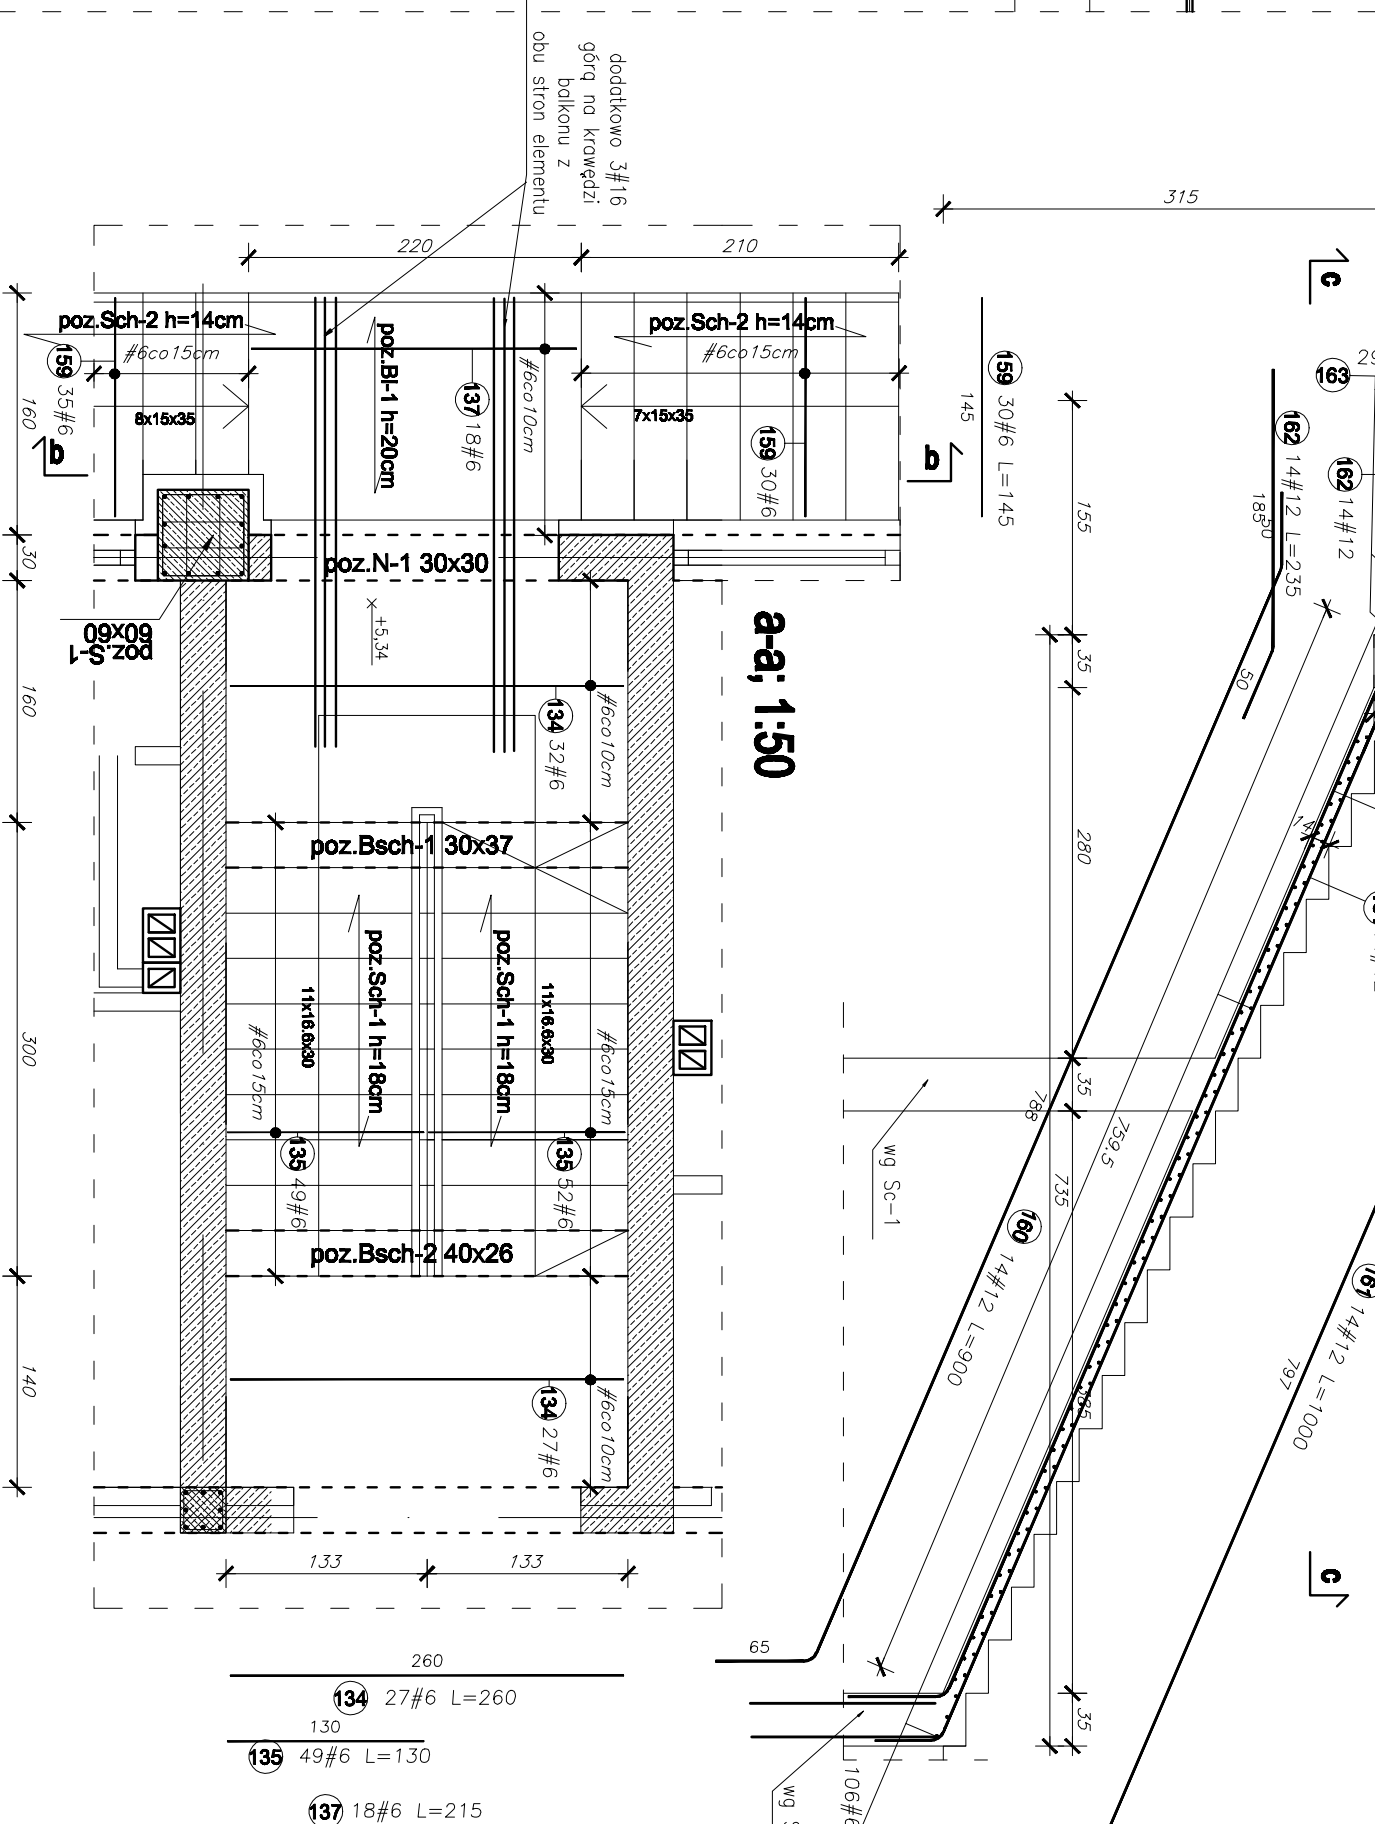 dodatkowo 3#16
górą na krawędzi
balkonu z
obu stron elementu
315
c
220
210
poz.Sch-2 h=14cm
#6co15cm
159 35#6
8x15x35
poz.Bl-1 h=20cm
137 18#6
#6co10cm
poz.Sch-2 h=14cm
#6co15cm
7x15x35
159 30#6
159 30#6 L=145
145
163
29
162 14#12 L=235
162 14#12
185
50
50
155
35
280
35
385
35
788
735
759.5
14
b
b
160
30
160
300
140
poz.N-1 30x30
poz.S-1
60x60
+5,34
134 32#6
#6co10cm
a-a; 1:50
poz.Bsch-1 30x37
poz.Sch-1 h=18cm
poz.Sch-1 h=18cm
11x16.6x30
11x16.6x30
#6co15cm
#6co15cm
135 49#6
135 52#6
poz.Bsch-2 40x26
134 27#6
#6co10cm
wg Sc-1
160 14#12 L=900
161 14#12 L=1000
797
c
133
133
65
260
134 27#6 L=260
130
135 49#6 L=130
137 18#6 L=215
106#6
wg